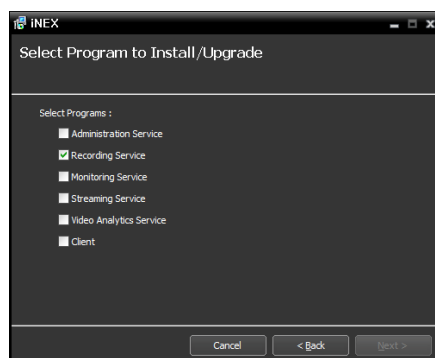 iNEX
Select Program to Install/Upgrade
Select Programs :
Administration Service
Recording Service
Monitoring Service
Streaming Service
Video Analytics Service
Client
Cancel
< Back
Next >